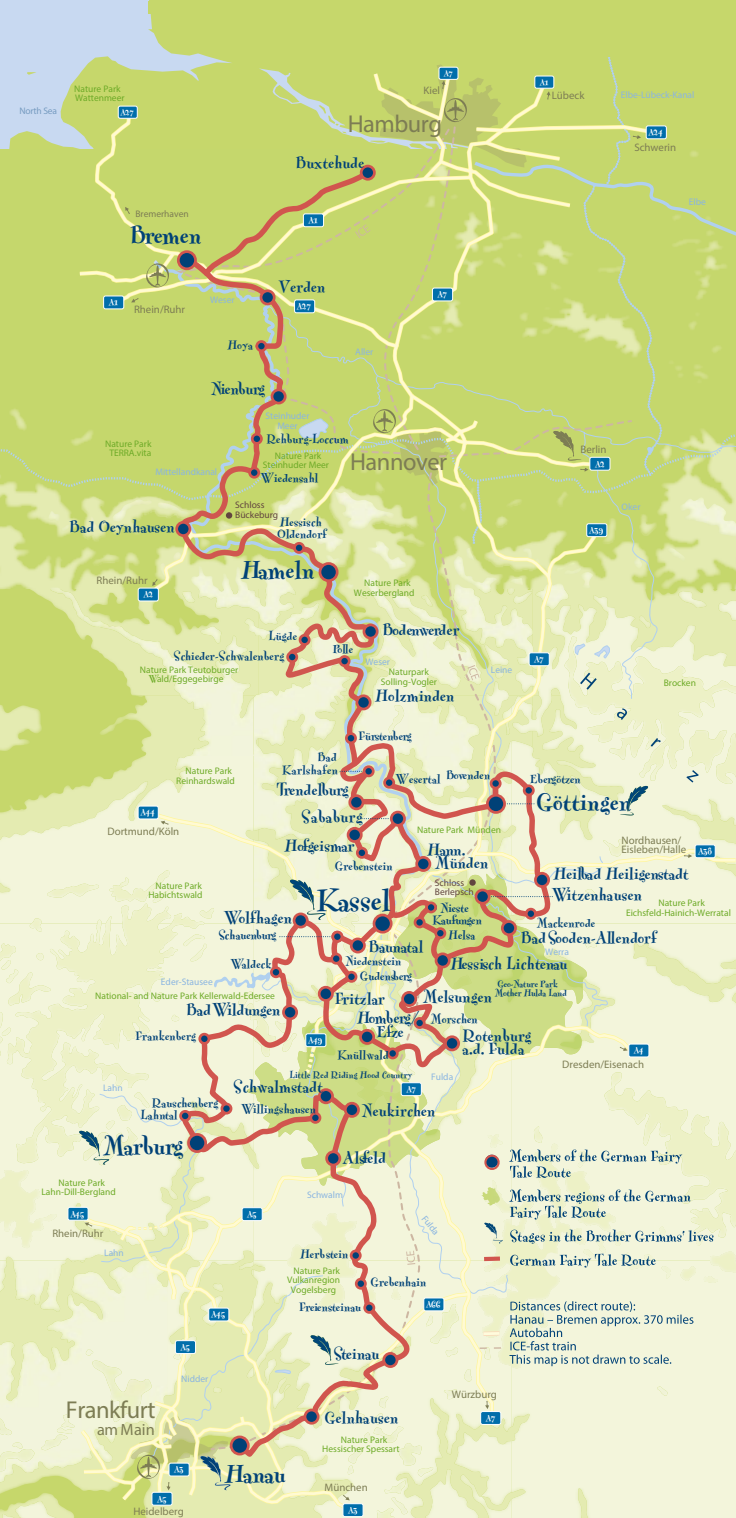 A7
Kiel
A1
Lübeck
Elbe-Lübeck-Kanal
Nature Park
Wattenmeer
North Sea
A27
Hamburg
A24
Schwerin
Buxtehude
Elbe
Bremerhaven
A1
Bremen
ICE
Verden
A7
A1
Rhein/Ruhr
Weser
A27
Hoya
Aller
Nienburg
Steinhuder
Meer
Rehburg-Loccum
Nature Park
TERRA.vita
Nature Park
Steinhuder Meer
Hannover
Berlin
A2
Mittellandkanal
Wiedensahl
Schloss
Bückeburg
Oker
Bad Oeynhausen
Hessisch
Oldendorf
A39
Hameln
Rhein/Ruhr
A2
Nature Park
Weserbergland
Lügde
Bodenwerder
Polle
Schieder-Schwalenberg
Weser
A7
Nature Park Teutoburger
Wald/Eggegebirge
Naturpark
Solling-Vogler
ICE
Leine
Harz
Brocken
Holzminden
Fürstenberg
Bad
Karlshafen
Nature Park
Reinhardswald
Wesertal
Bovenden
Ebergötzen
Trendelburg
Göttingen
Sababurg
A44
Dortmund/Köln
Nature Park Münden
Hofgeismar
Grebenstein
Hann.
Münden
Nordhausen/
Eisleben/Halle
A38
Heilbad Heiligenstadt
Schloss
Berlepsch
Witzenhausen
Nature Park
Habichtswald
Kassel
Nieste
Kaufungen
Nature Park
Eichsfeld-Hainich-Werratal
Wolfhagen
Mackenrode
Schauenburg
Helsa
Bad Sooden-Allendorf
Baunatal
Werra
Waldeck
Niedenstein
Hessisch Lichtenau
Gudensberg
Eder-Stausee
Geo-Nature Park
Mother Hulda Land
National- and Nature Park Kellerwald-Edersee
Fritzlar
Melsungen
Bad Wildungen
Homberg
Efze
Morschen
Frankenberg
A49
Rotenburg
a.d. Fulda
A4
Dresden/Eisenach
Knüllwald
Little Red Riding Hood Country
Fulda
Lahn
Schwalmstadt
A7
Rauschenberg
Lahntal
Willingshausen
Neukirchen
Marburg
Alsfeld
Members of the German Fairy
Tale Route
Nature Park
Lahn-Dill-Bergland
Schwalm
Members regions of the German
Fairy Tale Route
A45
Rhein/Ruhr
A5
Fulda
Stages in the Brother Grimms' lives
Lahn
Herbstein
ICE
German Fairy Tale Route
Nature Park
Vulkanregion
Vogelsberg
Grebenhain
Freiensteinau
A66
A45
Distances (direct route):
Hanau – Bremen approx. 370 miles
Autobahn
ICE-fast train
This map is not drawn to scale.
A5
Steinau
Nidder
Würzburg
A7
Frankfurt
am Main
Gelnhausen
Nature Park
Hessischer Spessart
Hanau
A3
A5
Heidelberg
München
A3